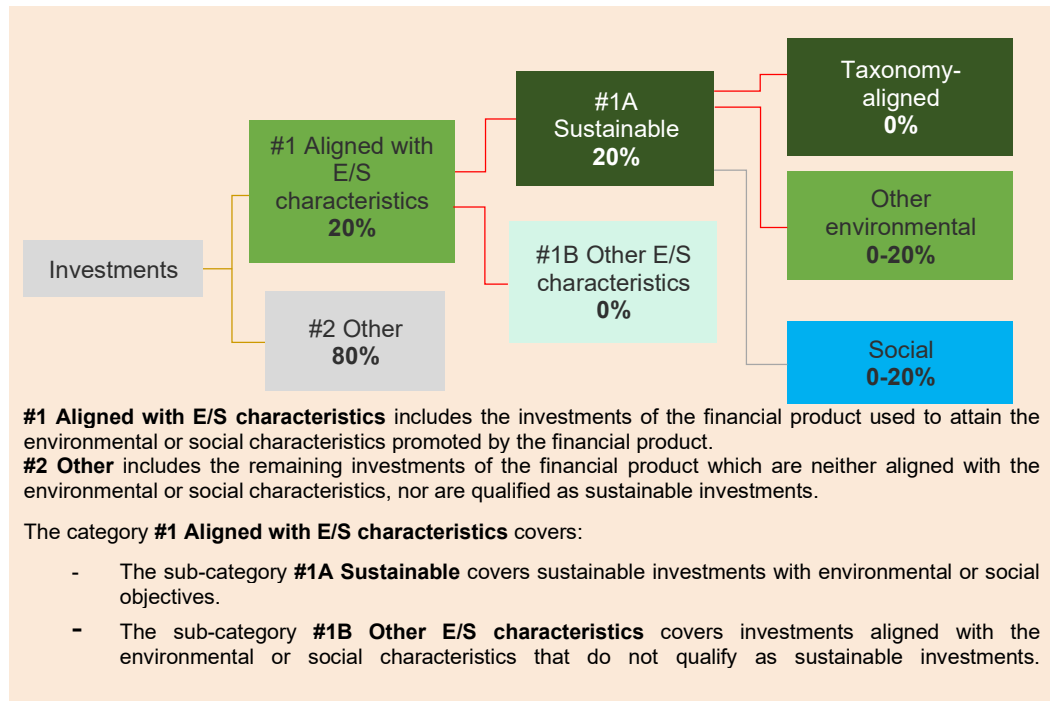 Investments
#1 Aligned with
E/S
characteristics
20%
#2 Other
80%
#1A
Sustainable
20%
#1B Other E/S
characteristics
0%
Taxonomy-
aligned
0%
Other
environmental
0-20%
Social
0-20%
#1 Aligned with E/S characteristics includes the investments of the financial product used to attain the
environmental or social characteristics promoted by the financial product.
#2 Other includes the remaining investments of the financial product which are neither aligned with the
environmental or social characteristics, nor are qualified as sustainable investments.
The category #1 Aligned with E/S characteristics covers:
- The sub-category #1A Sustainable covers sustainable investments with environmental or social
objectives.
- The sub-category #1B Other E/S characteristics covers investments aligned with the
environmental or social characteristics that do not qualify as sustainable investments.